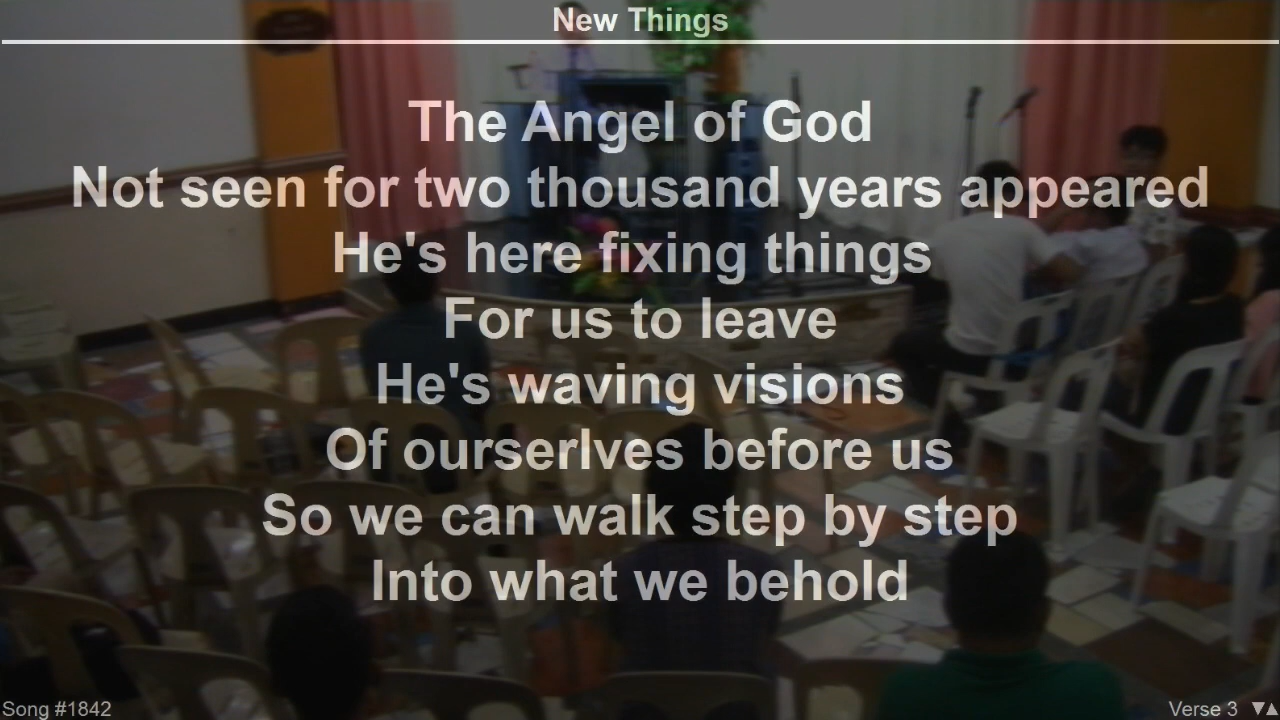 New Things
The Angel of God
Not seen for two thousand years appeared
He's here fixing things
For us to leave
He's waving visions
Of ourserlves before us
So we can walk step by step
Into what we behold
Song #1842
Verse 3